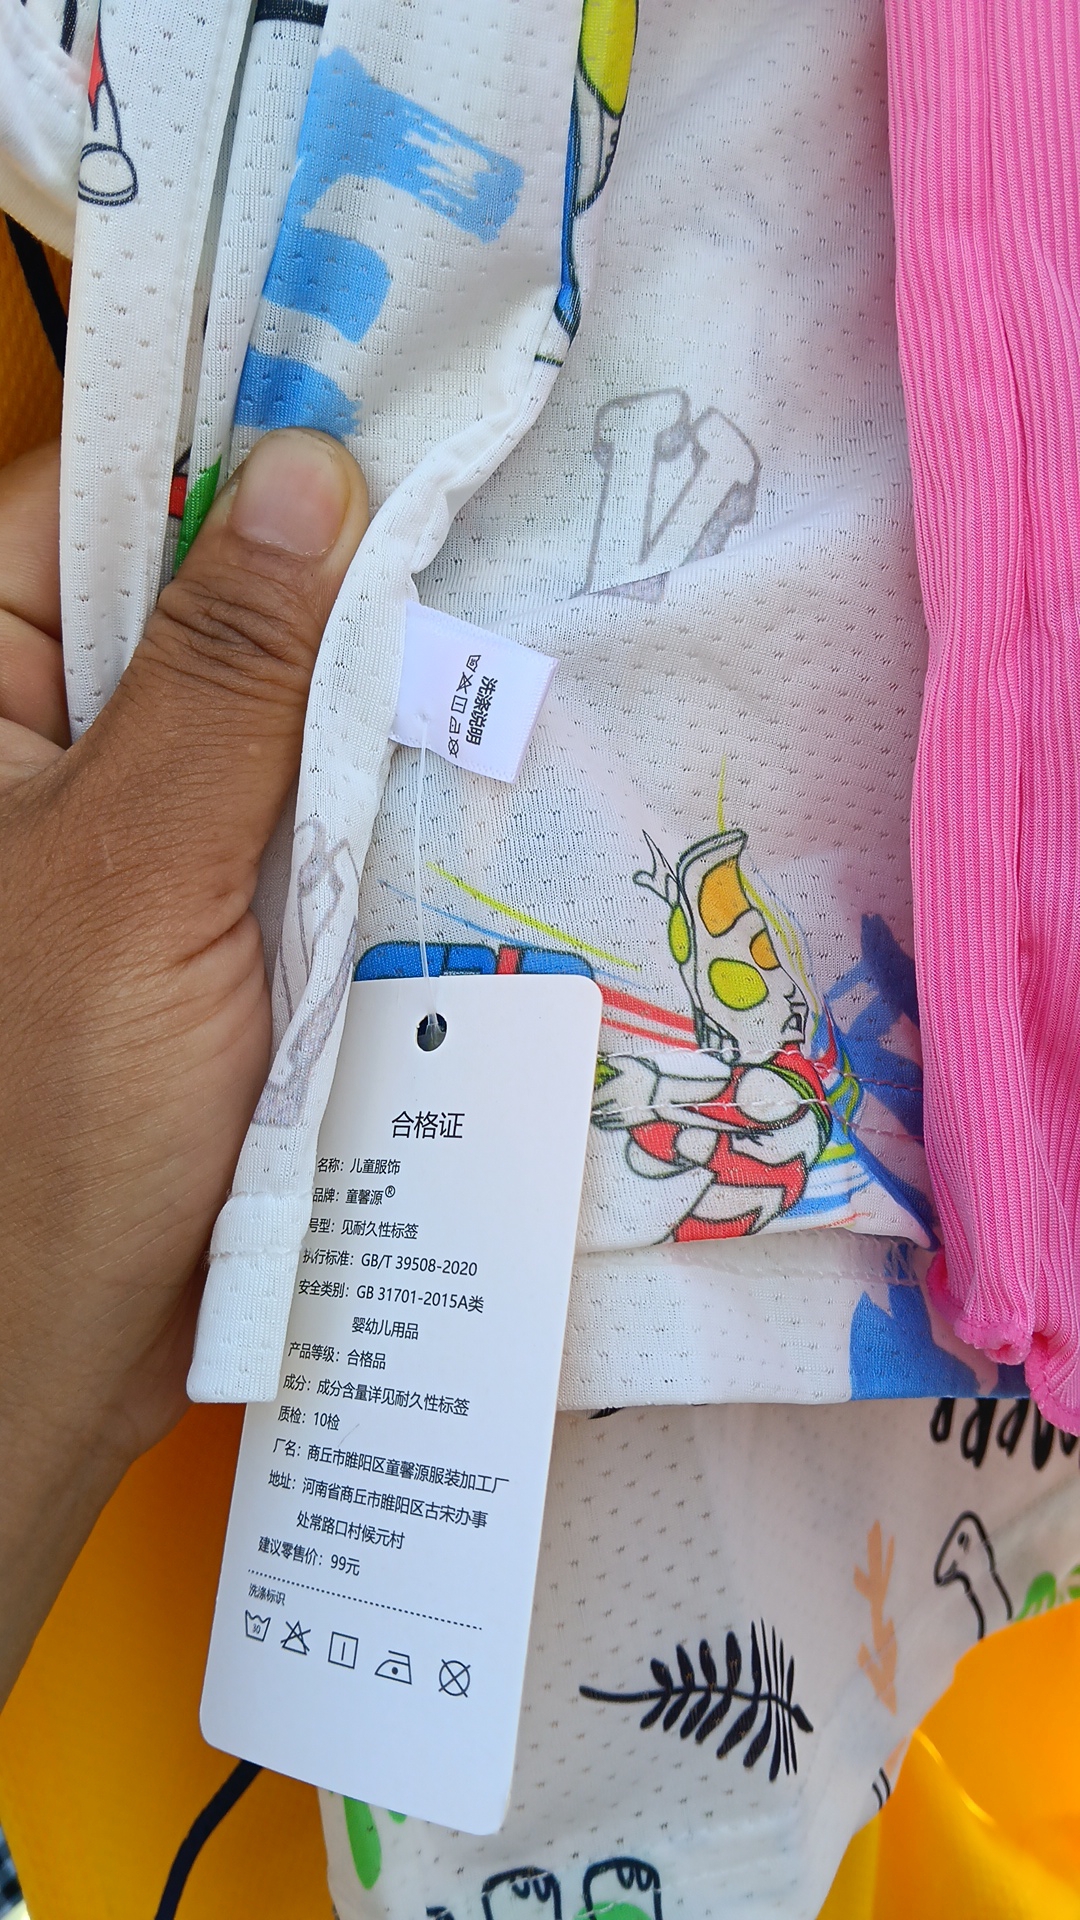 洗涤说明
合格证
名称：儿童服饰
品牌：童馨源®
号型：见耐久性标签
执行标准：GB/T 39508-2020
安全类别：GB 31701-2015A类
婴幼儿用品
产品等级：合格品
成分：成分含量详见耐久性标签
质检：10检
厂名：商丘市睢阳区童馨源服装加工厂
地址：河南省商丘市睢阳区古宋办事
处常路口村候元村
建议零售价：99元
洗涤标识
30